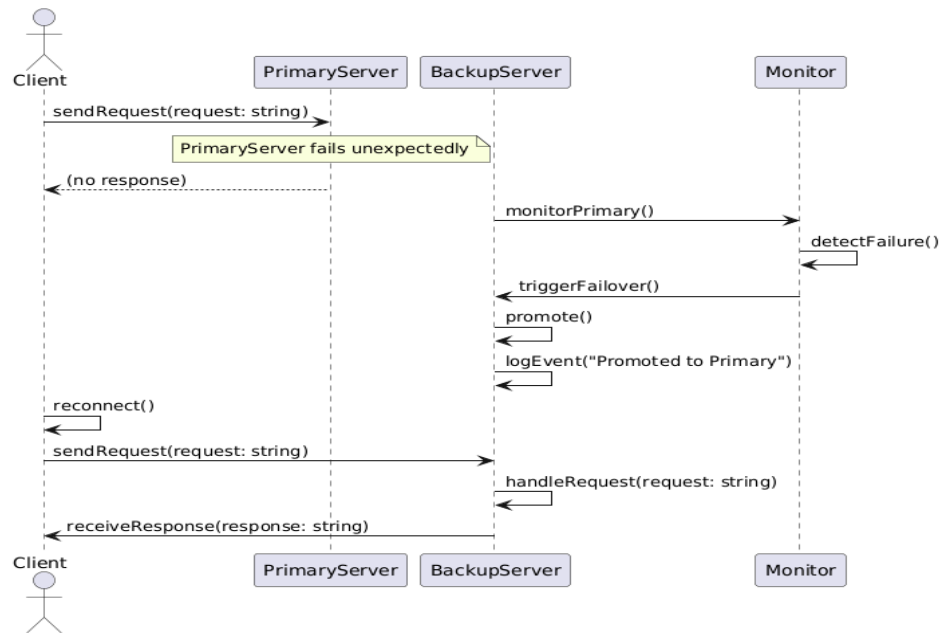 Client
PrimaryServer
BackupServer
Monitor
sendRequest(request: string)
PrimaryServer fails unexpectedly
(no response)
monitorPrimary()
detectFailure()
triggerFailover()
promote()
logEvent("Promoted to Primary")
reconnect()
sendRequest(request: string)
handleRequest(request: string)
receiveResponse(response: string)
Client
PrimaryServer
BackupServer
Monitor